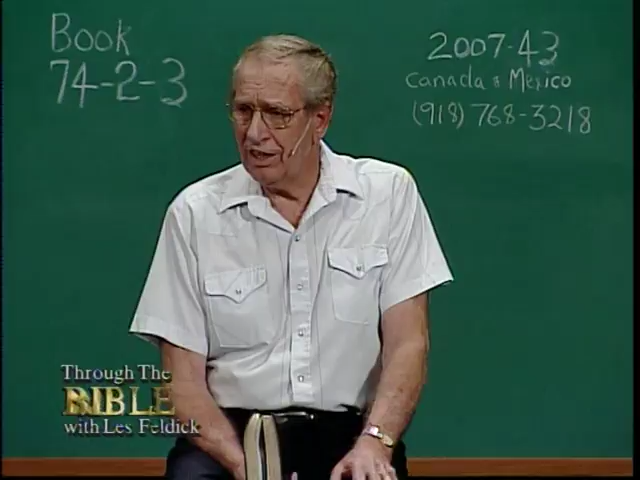 Book
74-2-3
2007-43
Canada & Mexico
(918) 768-3218
Through The
BIBLE
with Les Feldick